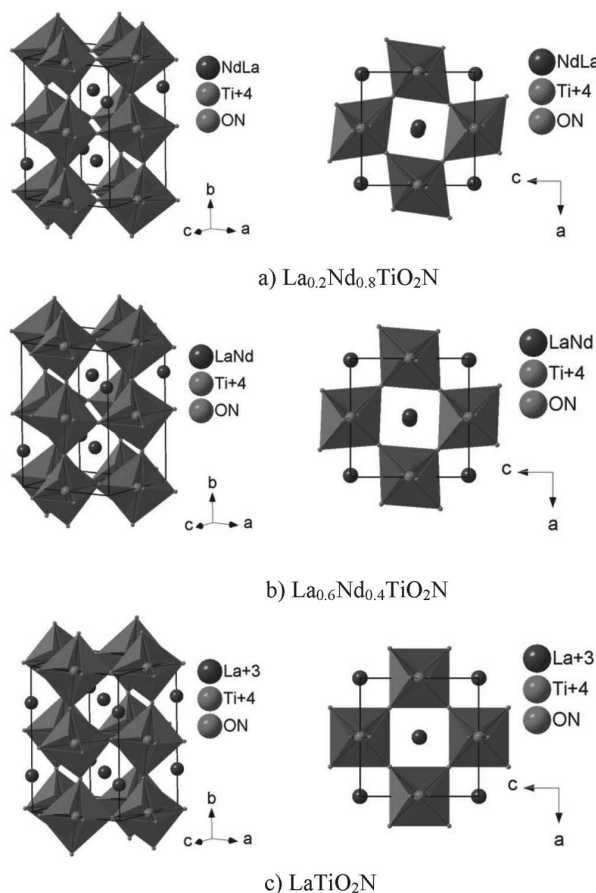 NdLa
Ti+4
ON
b
c
a
NdLa
Ti+4
ON
c
a
a) La₀.₂Nd₀.₈TiO₂N
LaNd
Ti+4
ON
b
c
a
LaNd
Ti+4
ON
c
a
b) La₀.₆Nd₀.₄TiO₂N
La+3
Ti+4
ON
b
c
a
La+3
Ti+4
ON
c
a
c) LaTiO₂N